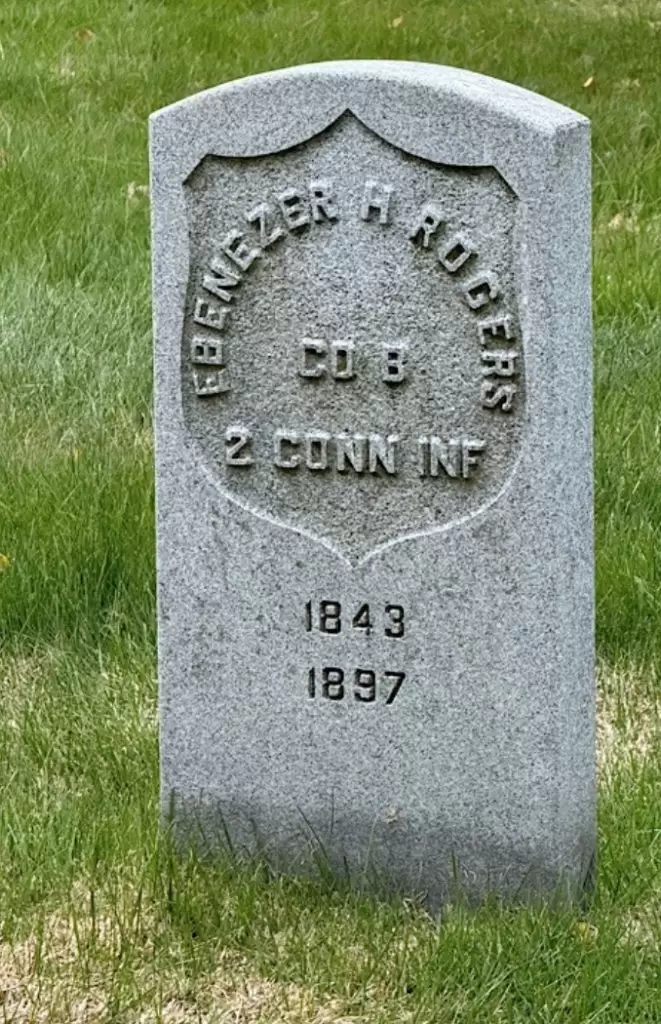 EBENEZER H ROGERS
CO B
2 CONN INF
1843
1897